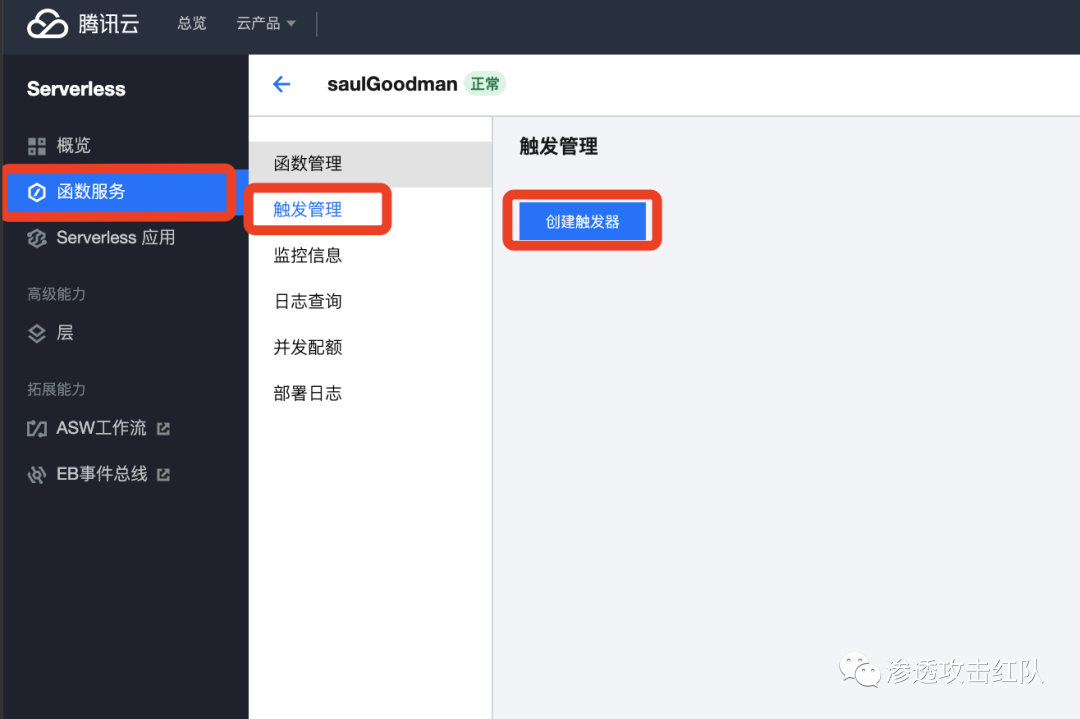 腾讯云 总览 云产品
Serverless
概览
函数服务
Serverless 应用
高级能力
层
拓展能力
ASW工作流
EB事件总线
saulGoodman 正常
函数管理
触发管理
监控信息
日志查询
并发配额
部署日志
触发管理
创建触发器
渗透攻击红队